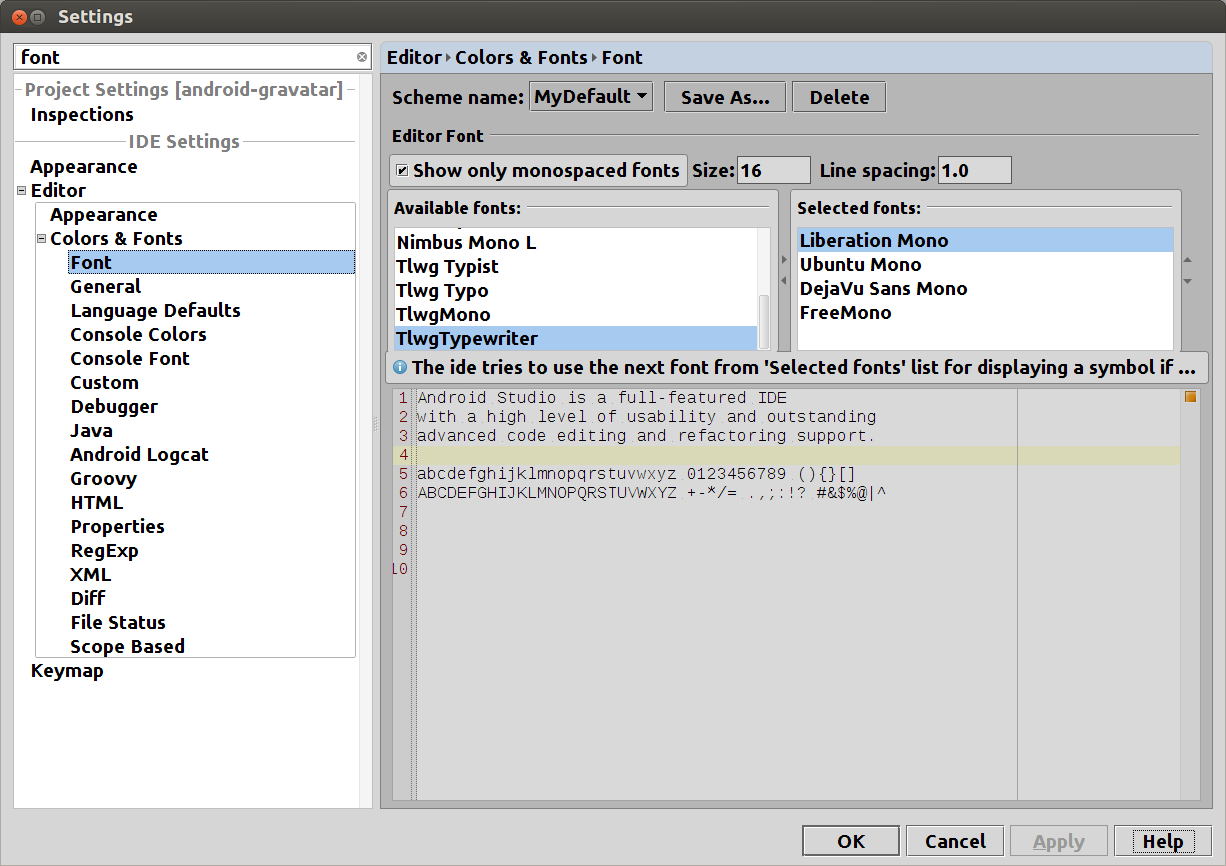 Settings
font
Project Settings [android-gravatar]
Inspections
IDE Settings
Appearance
Editor
Appearance
Colors & Fonts
Font
General
Language Defaults
Console Colors
Console Font
Custom
Debugger
Java
Android Logcat
Groovy
HTML
Properties
RegExp
XML
Diff
File Status
Scope Based
Keymap
Editor › Colors & Fonts › Font
Scheme name: MyDefault Save As... Delete
Editor Font
Show only monospaced fonts Size: 16 Line spacing: 1.0
Available fonts:
Nimbus Mono L
Tlwg Typist
Tlwg Typo
TlwgMono
TlwgTypewriter
Selected fonts:
Liberation Mono
Ubuntu Mono
DejaVu Sans Mono
FreeMono
The ide tries to use the next font from 'Selected fonts' list for displaying a symbol if ...
1 Android Studio is a full-featured IDE
2 with a high level of usability and outstanding
3 advanced code editing and refactoring support.
4
5 abcdefghijklmnopqrstuvwxyz 0123456789 (){}[]
6 ABCDEFGHIJKLMNOPQRSTUVWXYZ +-*/= .,;:!? #&$%@|^
7
8
9
10
OK Cancel Apply Help